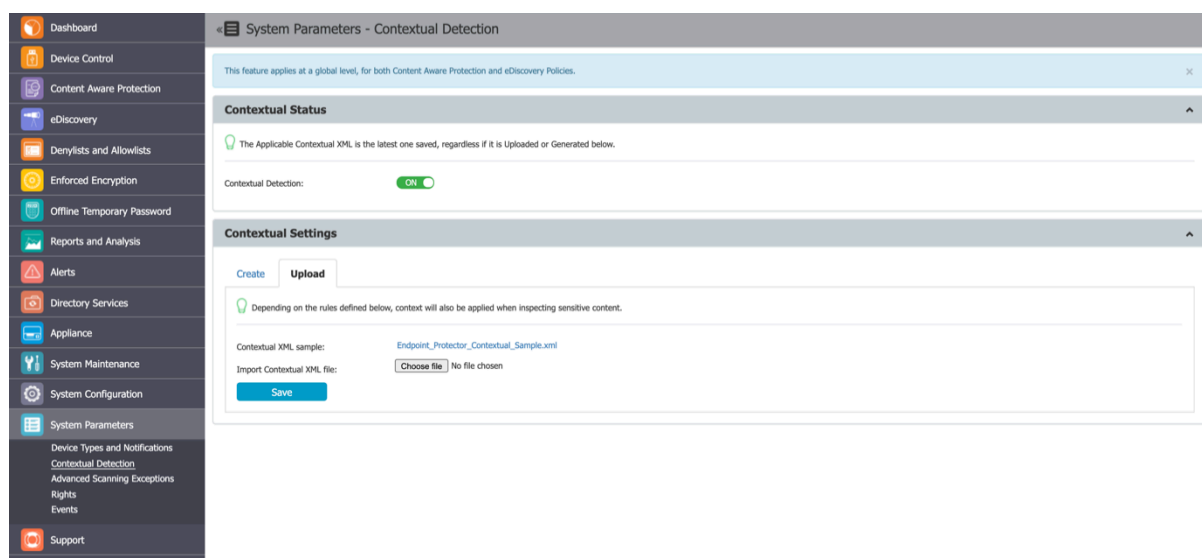 Dashboard
Device Control
Content Aware Protection
eDiscovery
Denylists and Allowlists
Enforced Encryption
Offline Temporary Password
Reports and Analysis
Alerts
Directory Services
Appliance
System Maintenance
System Configuration
System Parameters
Device Types and Notifications
Contextual Detection
Advanced Scanning Exceptions
Rights
Events
Support
System Parameters - Contextual Detection
This feature applies at a global level, for both Content Aware Protection and eDiscovery Policies.
Contextual Status
The Applicable Contextual XML is the latest one saved, regardless if it is Uploaded or Generated below.
Contextual Detection: ON
Contextual Settings
Create Upload
Depending on the rules defined below, context will also be applied when inspecting sensitive content.
Contextual XML sample: Endpoint_Protector_Contextual_Sample.xml
Import Contextual XML file: Choose file No file chosen
Save